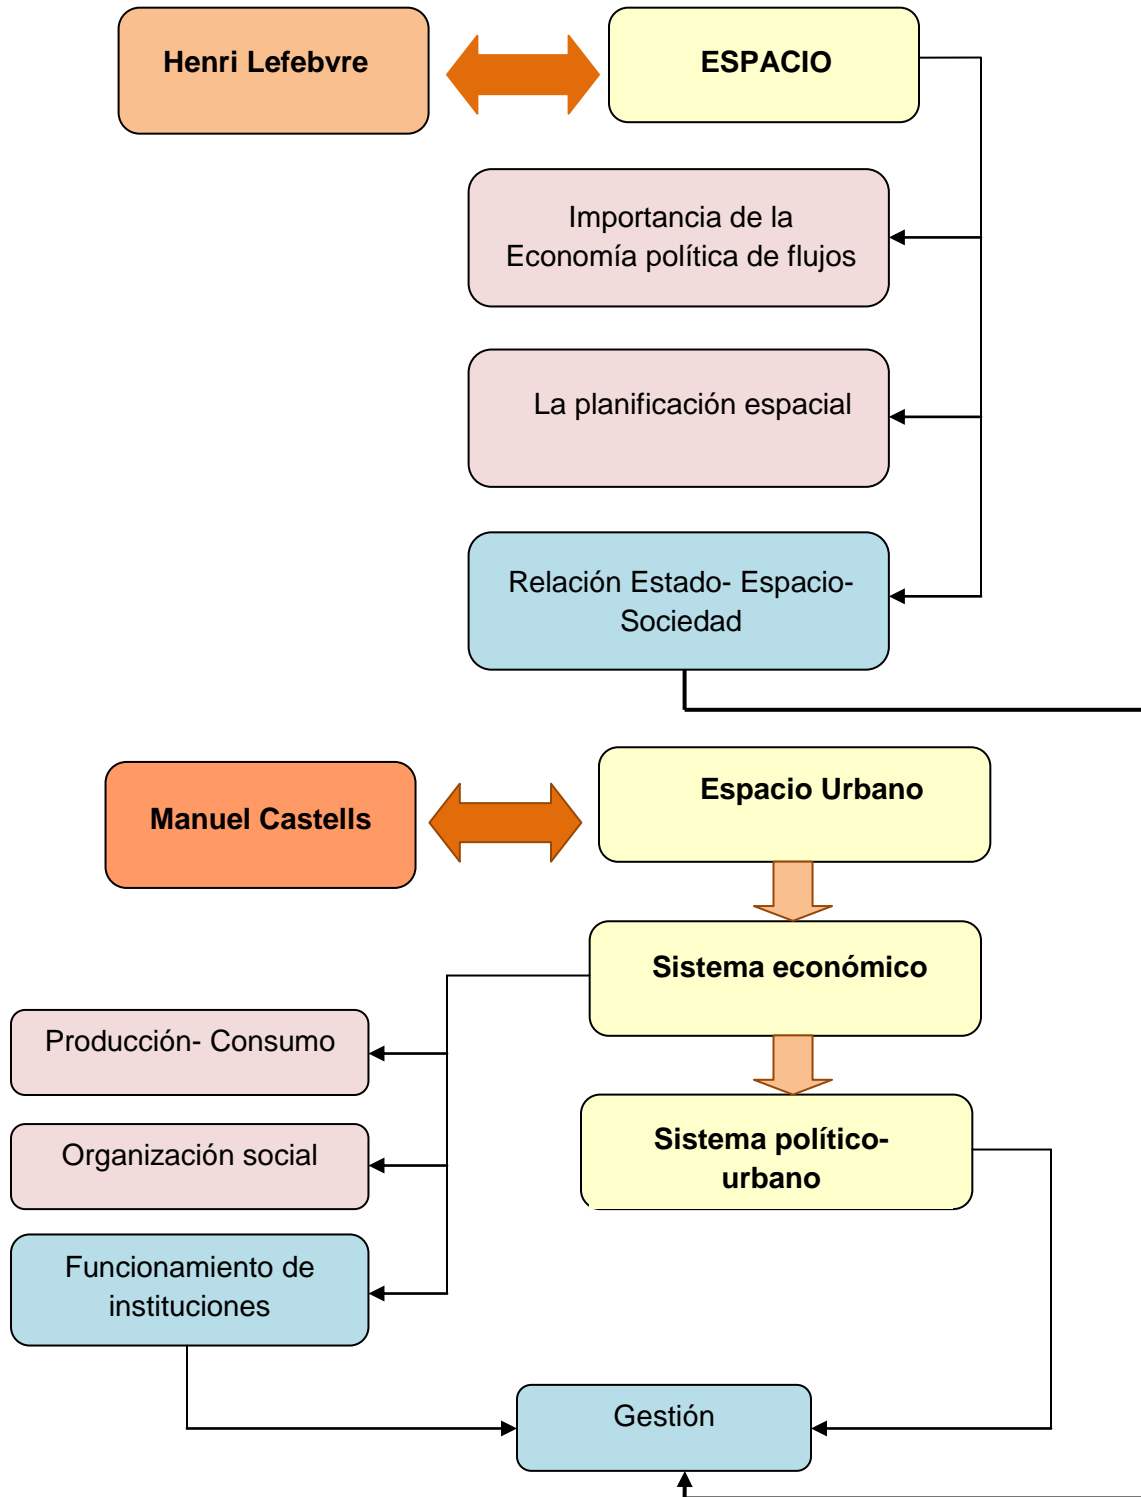 Henri Lefebvre
ESPACIO
Importancia de la
Economía política de flujos
La planificación espacial
Relación Estado- Espacio-
Sociedad
Manuel Castells
Espacio Urbano
Sistema económico
Producción- Consumo
Organización social
Sistema político-
urbano
Funcionamiento de
instituciones
Gestión